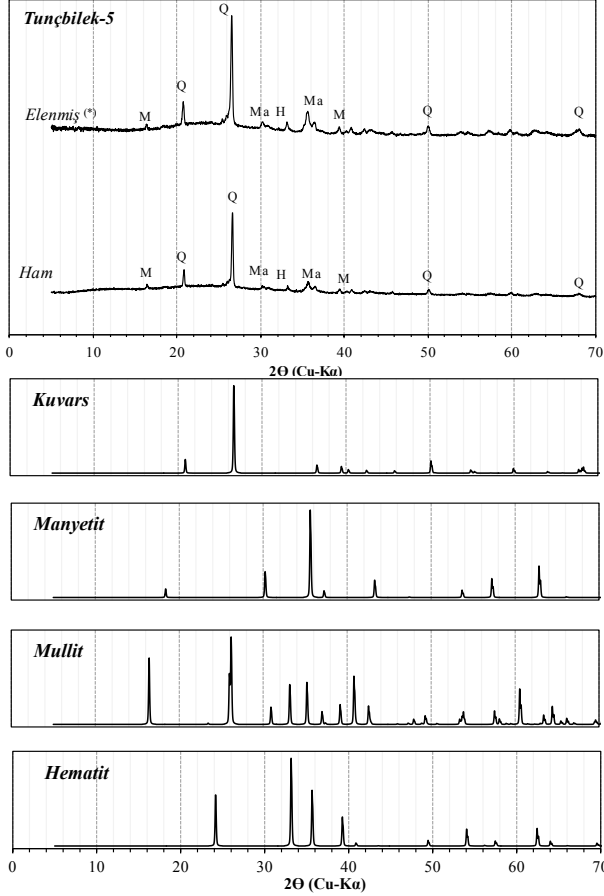 Tunçbilek-5
Q
Q
M
Ma
H
Ma
M
Q
Q
Elenmiş (*)
Q
Q
M
Ma
H
Ma
M
Q
Q
Ham
0 10 20 30 40 50 60 70
2Θ (Cu-Kα)
Kuvars
Manyetit
Mullit
Hematit
0 10 20 30 40 50 60 70
2Θ (Cu-Kα)